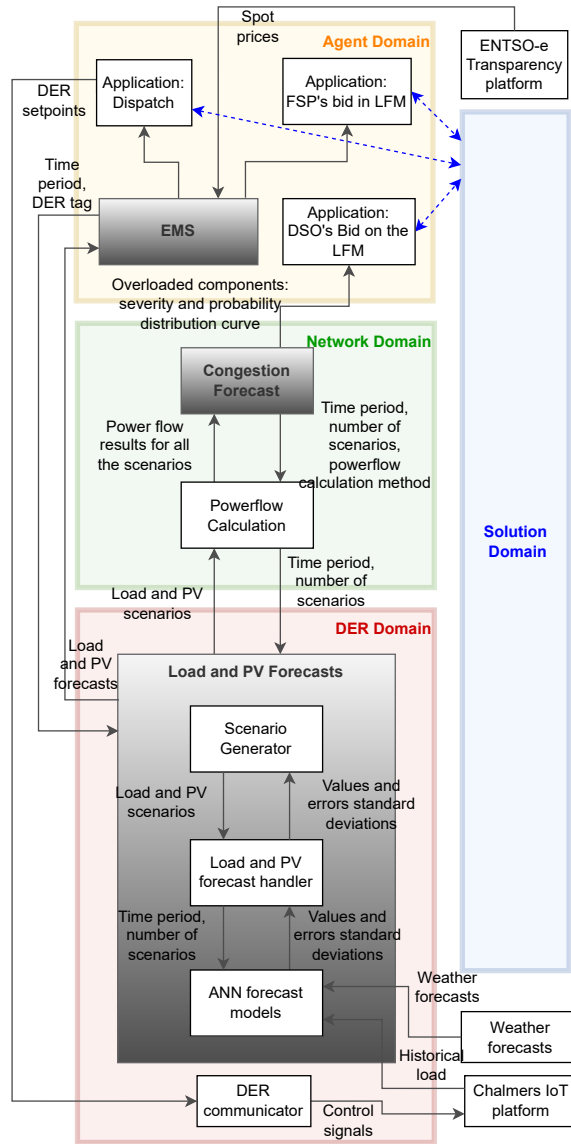 Spot
prices
Agent Domain
ENTSO-e
Transparency
platform
DER
setpoints
Application:
Dispatch
Application:
FSP's bid in LFM
Time
period,
DER tag
EMS
Application:
DSO's Bid on the
LFM
Overloaded components:
severity and probability
distribution curve
Network Domain
Congestion
Forecast
Power flow
results for all
the scenarios
Time period,
number of
scenarios,
powerflow
calculation method
Powerflow
Calculation
Solution
Domain
Load and PV
scenarios
Time period,
number of
scenarios
DER Domain
Load
and PV
forecasts
Load and PV Forecasts
Scenario
Generator
Load and PV
scenarios
Values and
errors standard
deviations
Load and PV
forecast handler
Time period,
number of
scenarios
Values and
errors standard
deviations
ANN forecast
models
Weather
forecasts
Weather
forecasts
Historical
load
DER
communicator
Control
signals
Chalmers IoT
platform